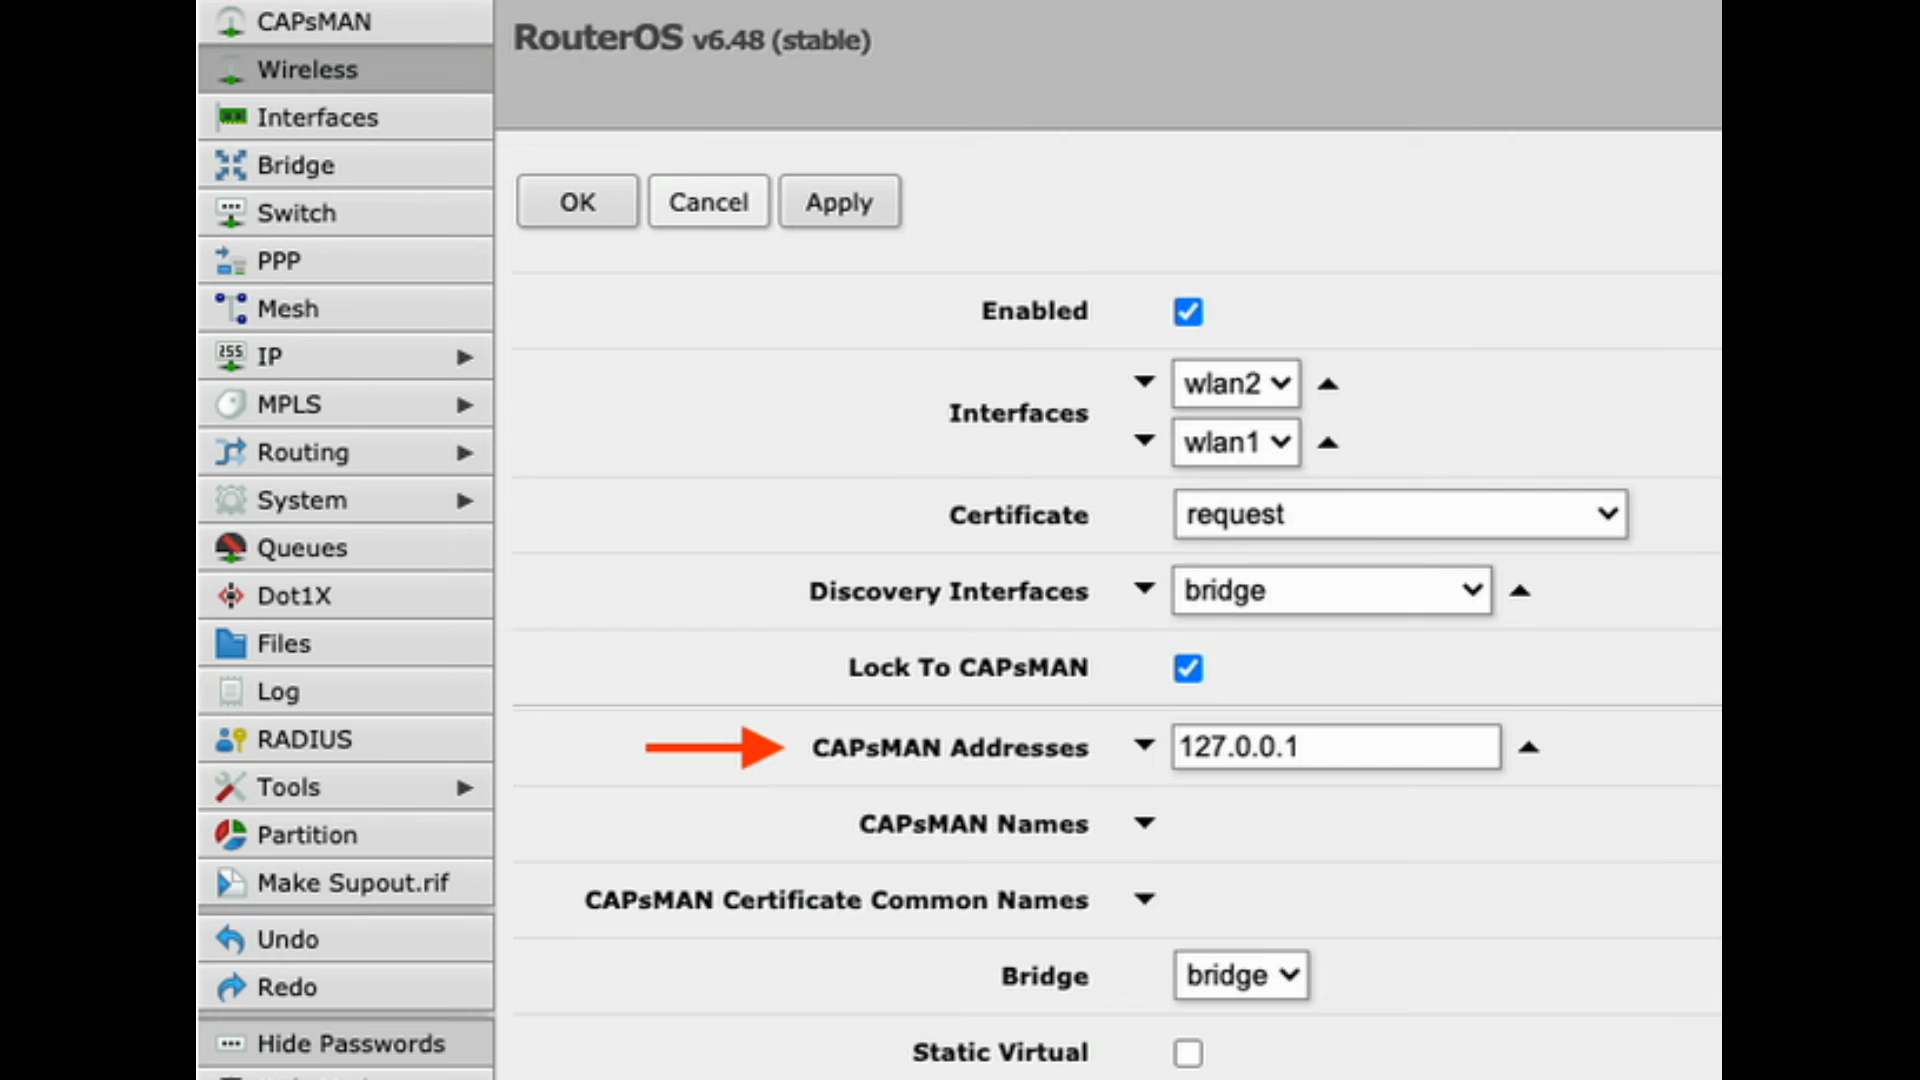 CAPsMAN
Wireless
Interfaces
Bridge
Switch
PPP
Mesh
255 IP
MPLS
Routing
System
Queues
Dot1X
Files
Log
RADIUS
Tools
Partition
Make Supout.rif
Undo
Redo
Hide Passwords
RouterOS v6.48 (stable)
OK Cancel Apply
Enabled
Interfaces
wlan2
wlan1
Certificate request
Discovery Interfaces bridge
Lock To CAPsMAN
CAPsMAN Addresses 127.0.0.1
CAPsMAN Names
CAPsMAN Certificate Common Names
Bridge bridge
Static Virtual